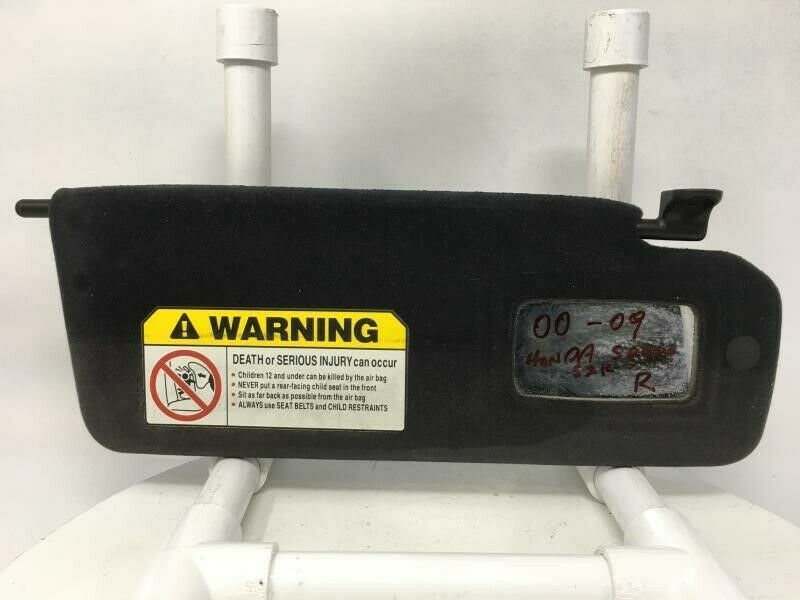 WARNING
DEATH or SERIOUS INJURY can occur
• Children 12 and under can be killed by the air bag
• NEVER put a rear-facing child seat in the front
• Sit as far back as possible from the air bag
• ALWAYS use SEAT BELTS and CHILD RESTRAINTS
00 - 09
HONDA
S2K
R